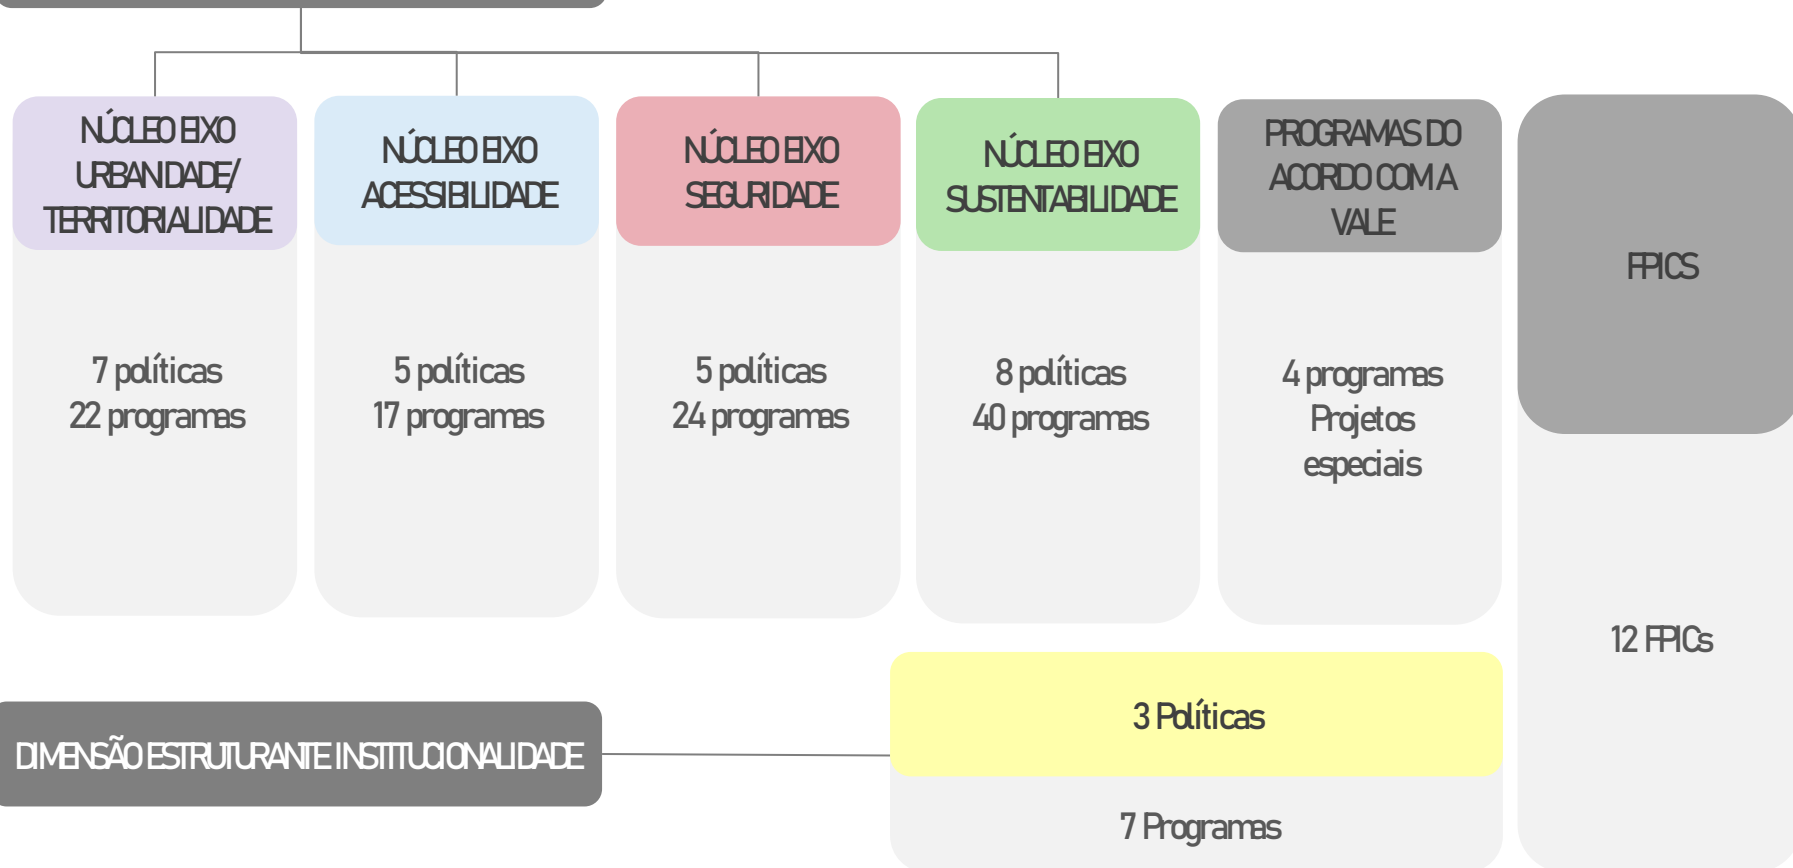 NÚCLEO EIXO
URBANIDADE/
TERRITORIALIDADE
7 políticas
22 programas
NÚCLEO EIXO
ACESSIBILIDADE
5 políticas
17 programas
NÚCLEO EIXO
SEGURIDADE
5 políticas
24 programas
NÚCLEO EIXO
SUSTENTABILIDADE
8 políticas
40 programas
PROGRAMAS DO
ACORDO COM A
VALE
4 programas
Projetos
especiais
FPICS
12 FPICs
DIMENSÃO ESTRUTURANTE INSTITUCIONALIDADE
3 Políticas
7 Programas